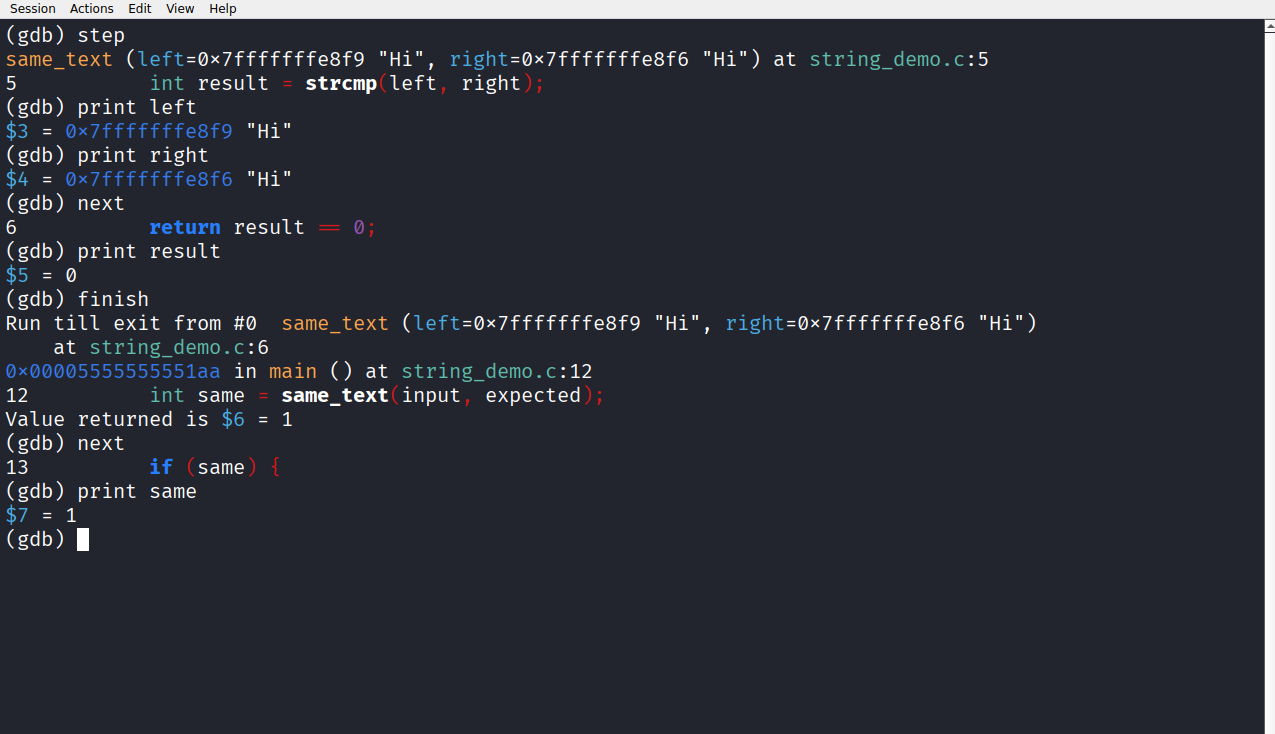 Session Actions Edit View Help
(gdb) step
same_text (left=0x7fffffffe8f9 "Hi", right=0x7fffffffe8f6 "Hi") at string_demo.c:5
5           int result = strcmp(left, right);
(gdb) print left
$3 = 0x7fffffffe8f9 "Hi"
(gdb) print right
$4 = 0x7fffffffe8f6 "Hi"
(gdb) next
6           return result == 0;
(gdb) print result
$5 = 0
(gdb) finish
Run till exit from #0  same_text (left=0x7fffffffe8f9 "Hi", right=0x7fffffffe8f6 "Hi")
    at string_demo.c:6
0x00005555555551aa in main () at string_demo.c:12
12          int same = same_text(input, expected);
Value returned is $6 = 1
(gdb) next
13          if (same) {
(gdb) print same
$7 = 1
(gdb)